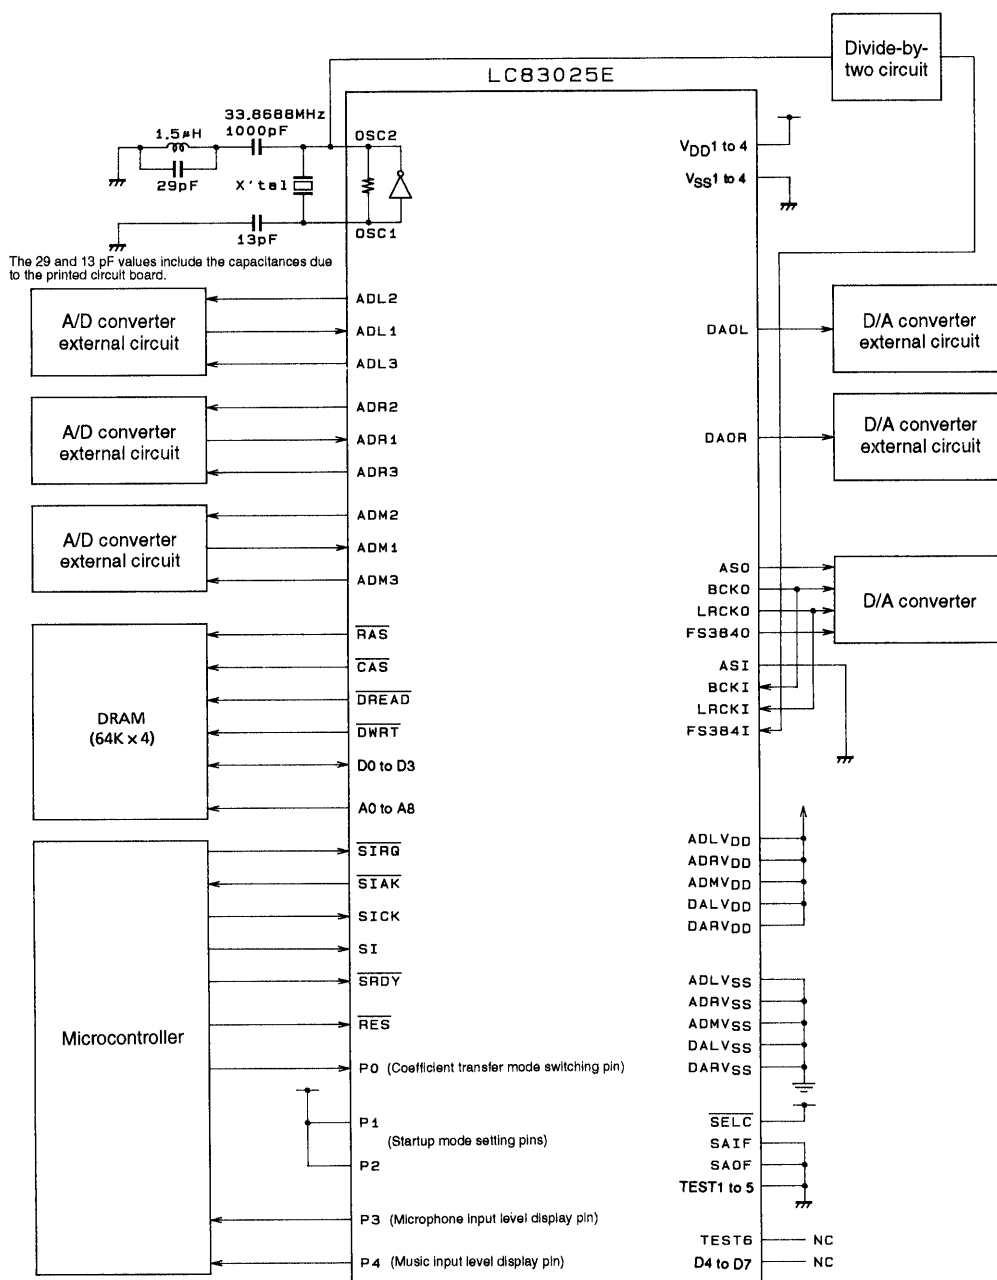 Divide-by-
two circuit
LC83025E
33.8688MHz
1.5μH
1000pF
OSC2
29pF
X'tal
VDD1 to 4
VSS1 to 4
13pF
OSC1
The 29 and 13 pF values include the capacitances due
to the printed circuit board.
A/D converter
external circuit
ADL2
ADL1
ADL3
DAOL
D/A converter
external circuit
A/D converter
external circuit
ADR2
ADR1
ADR3
DAOR
D/A converter
external circuit
A/D converter
external circuit
ADM2
ADM1
ADM3
ASO
BCKO
LRCKO
FS384O
D/A converter
ASI
BCKI
LRCKI
FS384I
DRAM
(64K x 4)
RAS
CAS
DREAD
DWRT
D0 to D3
A0 to A8
ADLVDD
ADRVDD
ADMVDD
DALVDD
DARVDD
Microcontroller
SIRQ
SIAK
SICK
SI
SRDY
RES
P0 (Coefficient transfer mode switching pin)
P1
(Startup mode setting pins)
P2
P3 (Microphone input level display pin)
P4 (Music input level display pin)
ADLVSS
ADRVSS
ADMVSS
DALVSS
DARVSS
SELC
SAIF
SAOF
TEST1 to 5
TEST6 NC
D4 to D7 NC